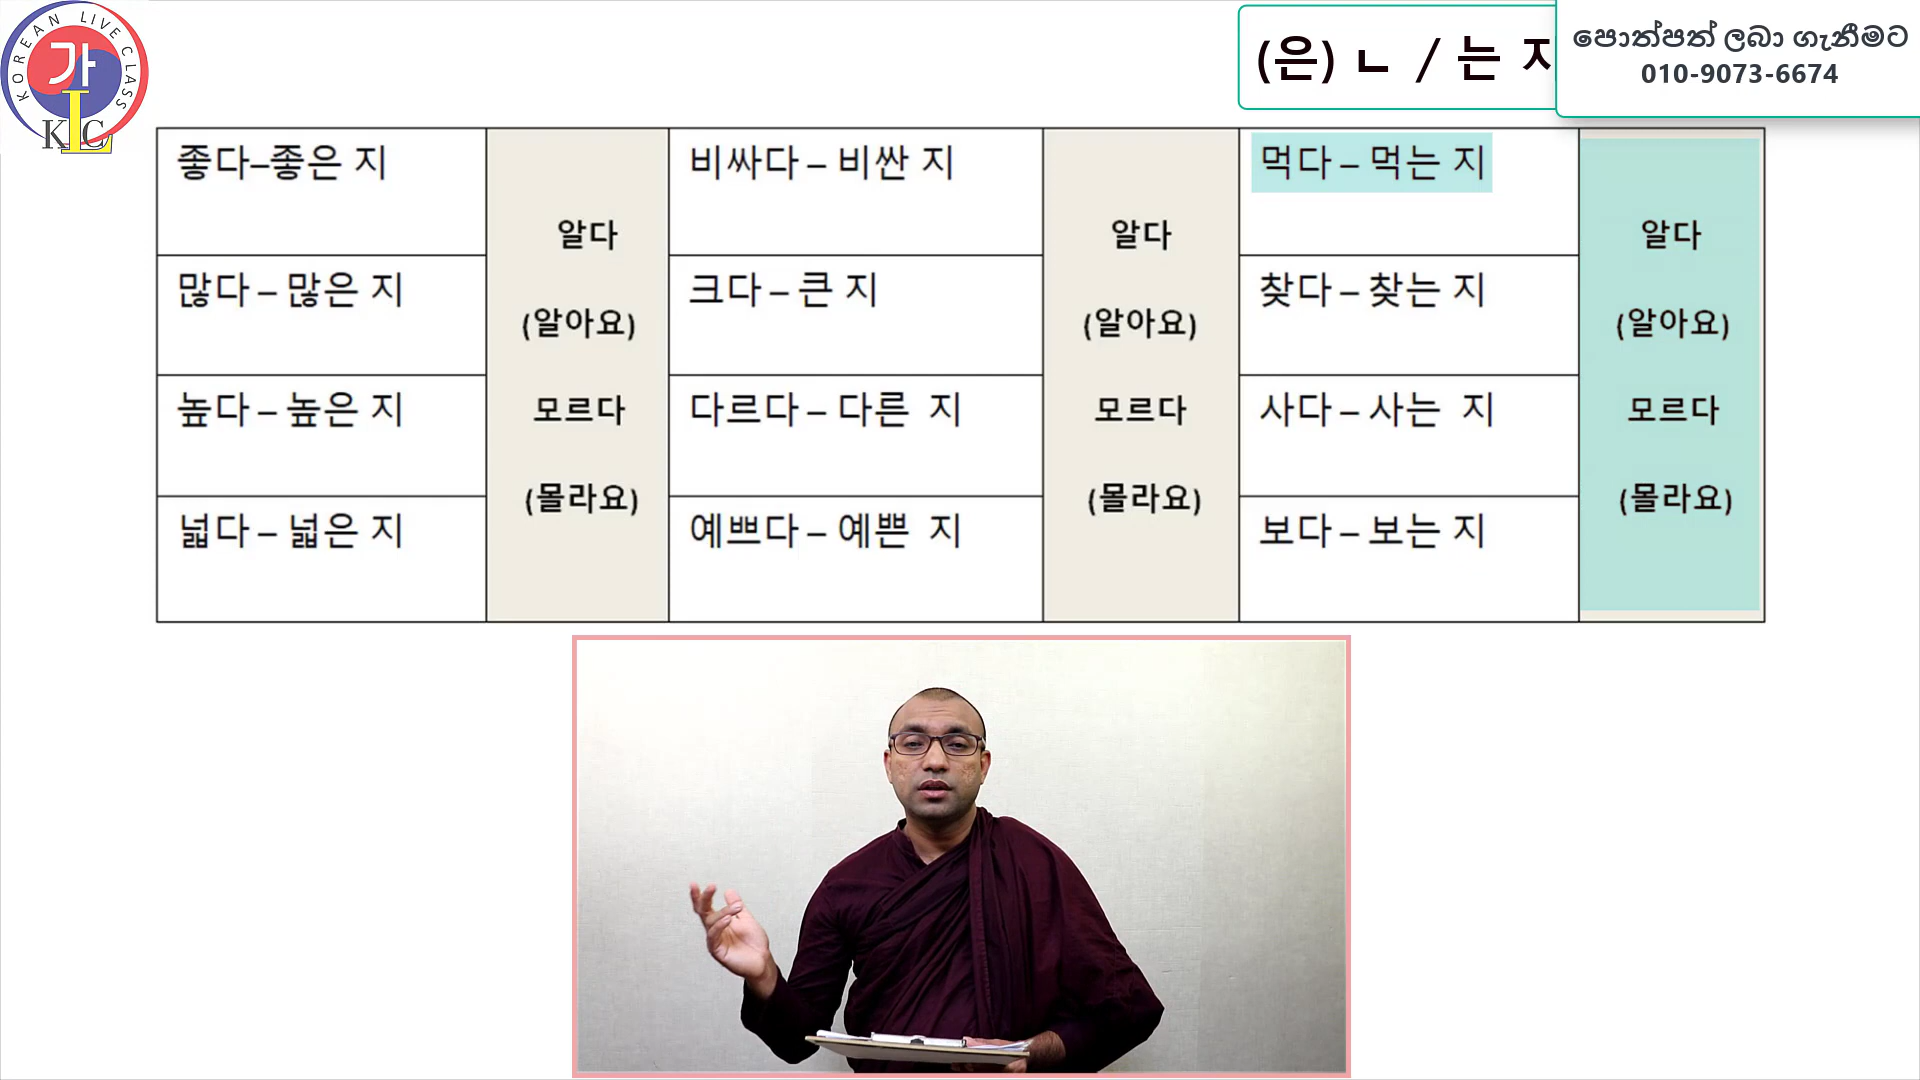 KOREAN LIVE CLASS
가
KLC
(은) ㄴ / 는 지
පොත්පත් ලබා ගැනීමට
010-9073-6674
좋다–좋은 지
많다 – 많은 지
높다 – 높은 지
넓다 – 넓은 지
알다
(알아요)
모르다
(몰라요)
비싸다 – 비싼 지
크다 – 큰 지
다르다 – 다른 지
예쁘다 – 예쁜 지
알다
(알아요)
모르다
(몰라요)
먹다 – 먹는 지
찾다 – 찾는 지
사다 – 사는 지
보다 – 보는 지
알다
(알아요)
모르다
(몰라요)